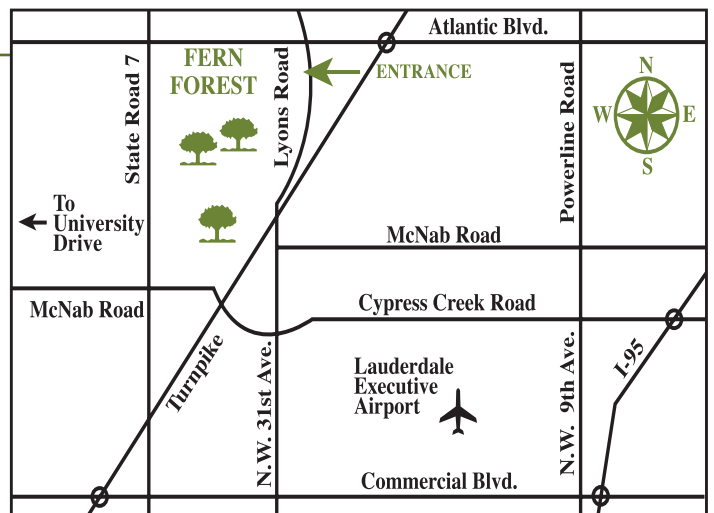 Atlantic Blvd.
FERN
FOREST
ENTRANCE
State Road 7
Lyons Road
Powerline Road
N
W
E
S
To
University
Drive
McNab Road
McNab Road
Cypress Creek Road
Turnpike
N.W. 31st Ave.
Lauderdale
Executive
Airport
N.W. 9th Ave.
I-95
Commercial Blvd.